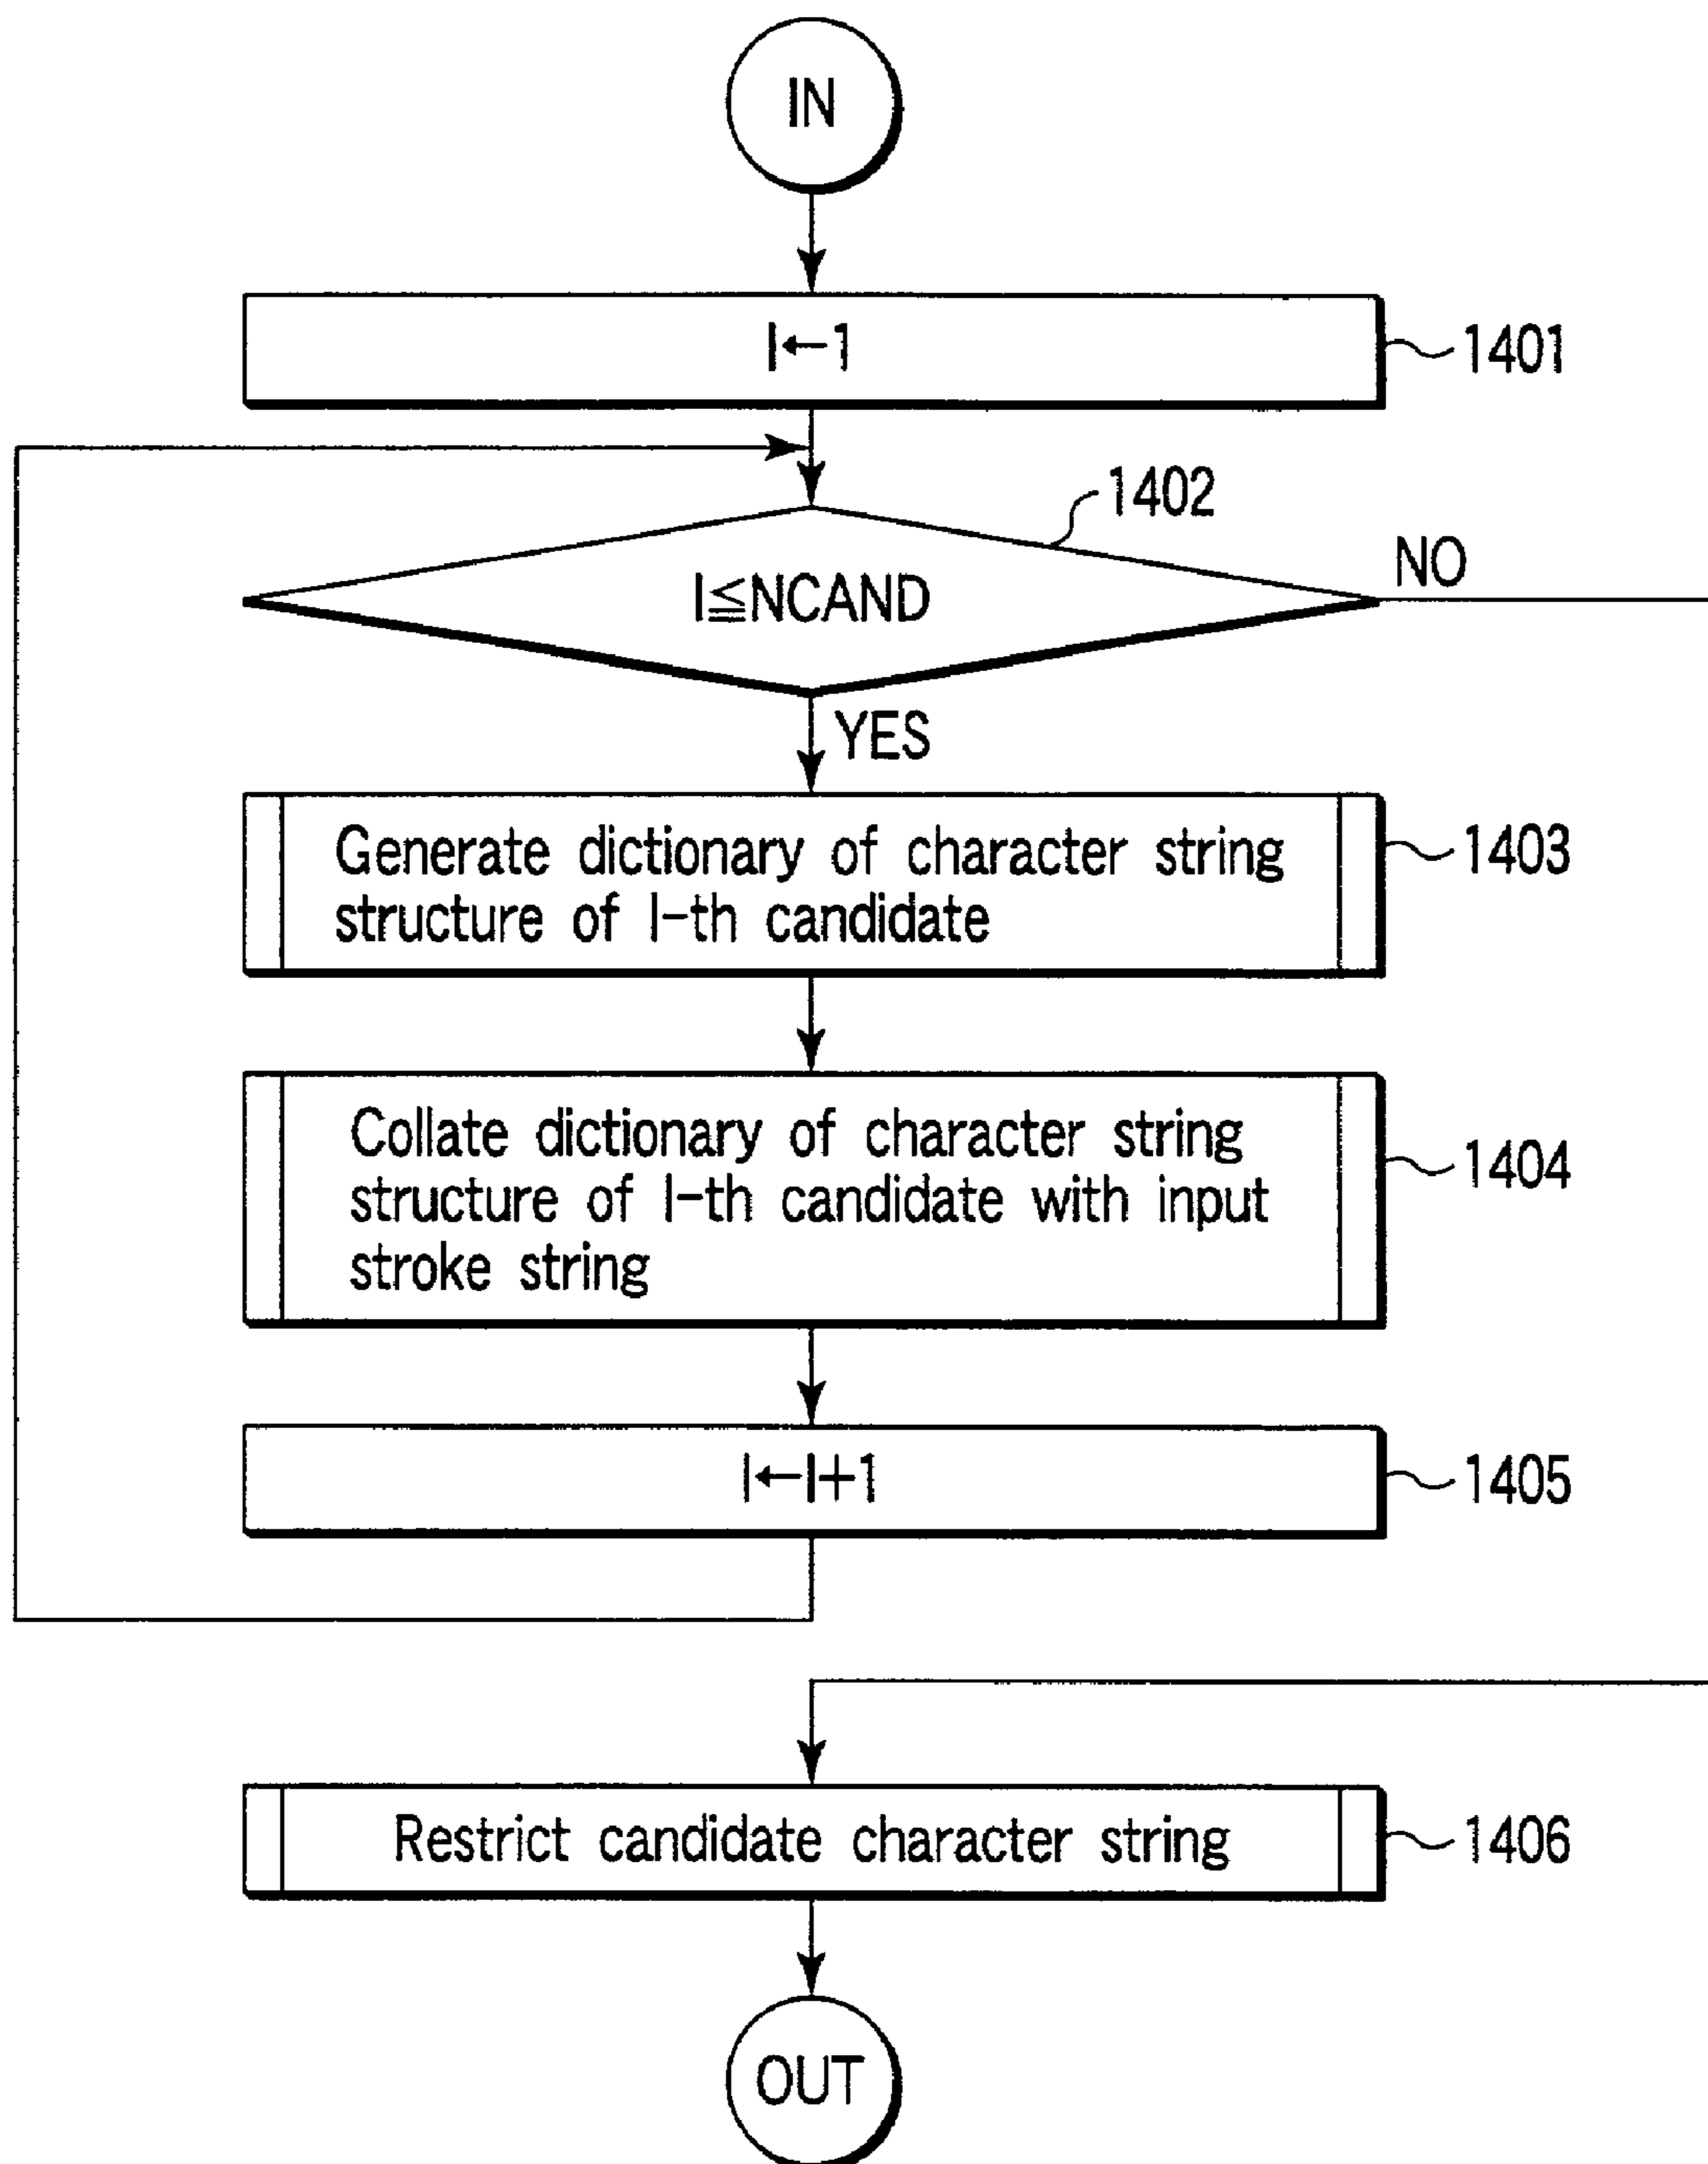 IN
I←1
1401
1402
I≦NCAND
NO
YES
Generate dictionary of character string
structure of I-th candidate
1403
Collate dictionary of character string
structure of I-th candidate with input
stroke string
1404
I←I+1
1405
Restrict candidate character string
1406
OUT